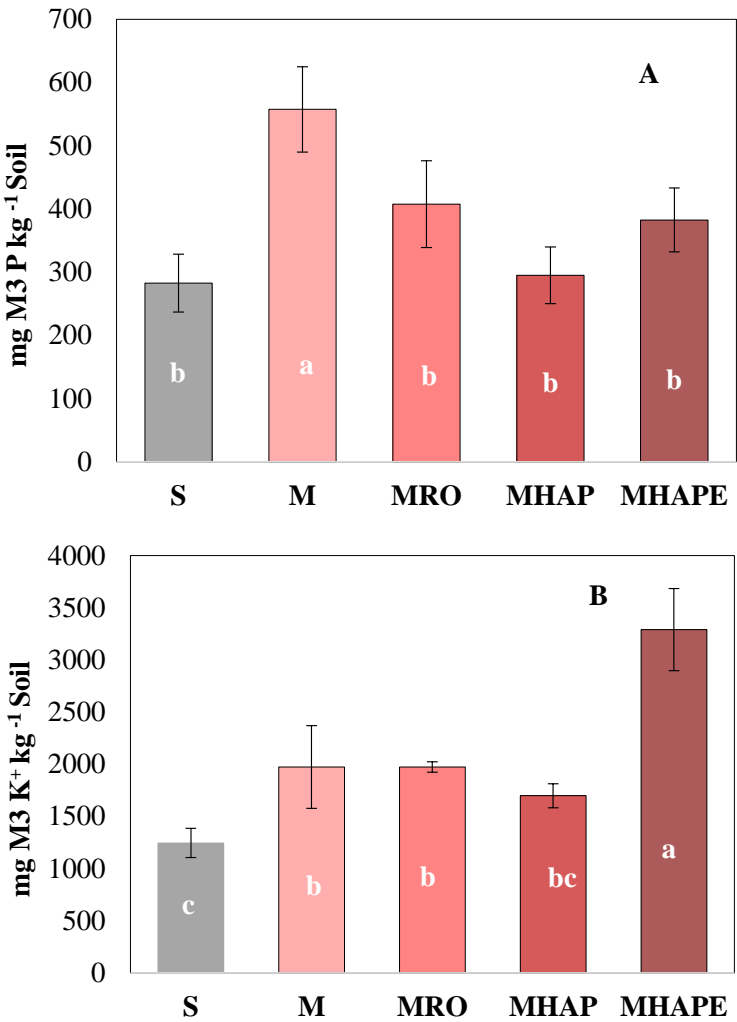 700
600
A
500
400
300
200
100
0
mg M3 P kg⁻¹ Soil
b
a
b
b
b
S M MRO MHAP MHAPE
4000
B
3500
3000
2500
2000
1500
1000
500
0
mg M3 K⁺ kg⁻¹ Soil
c
b
b
bc
a
S M MRO MHAP MHAPE